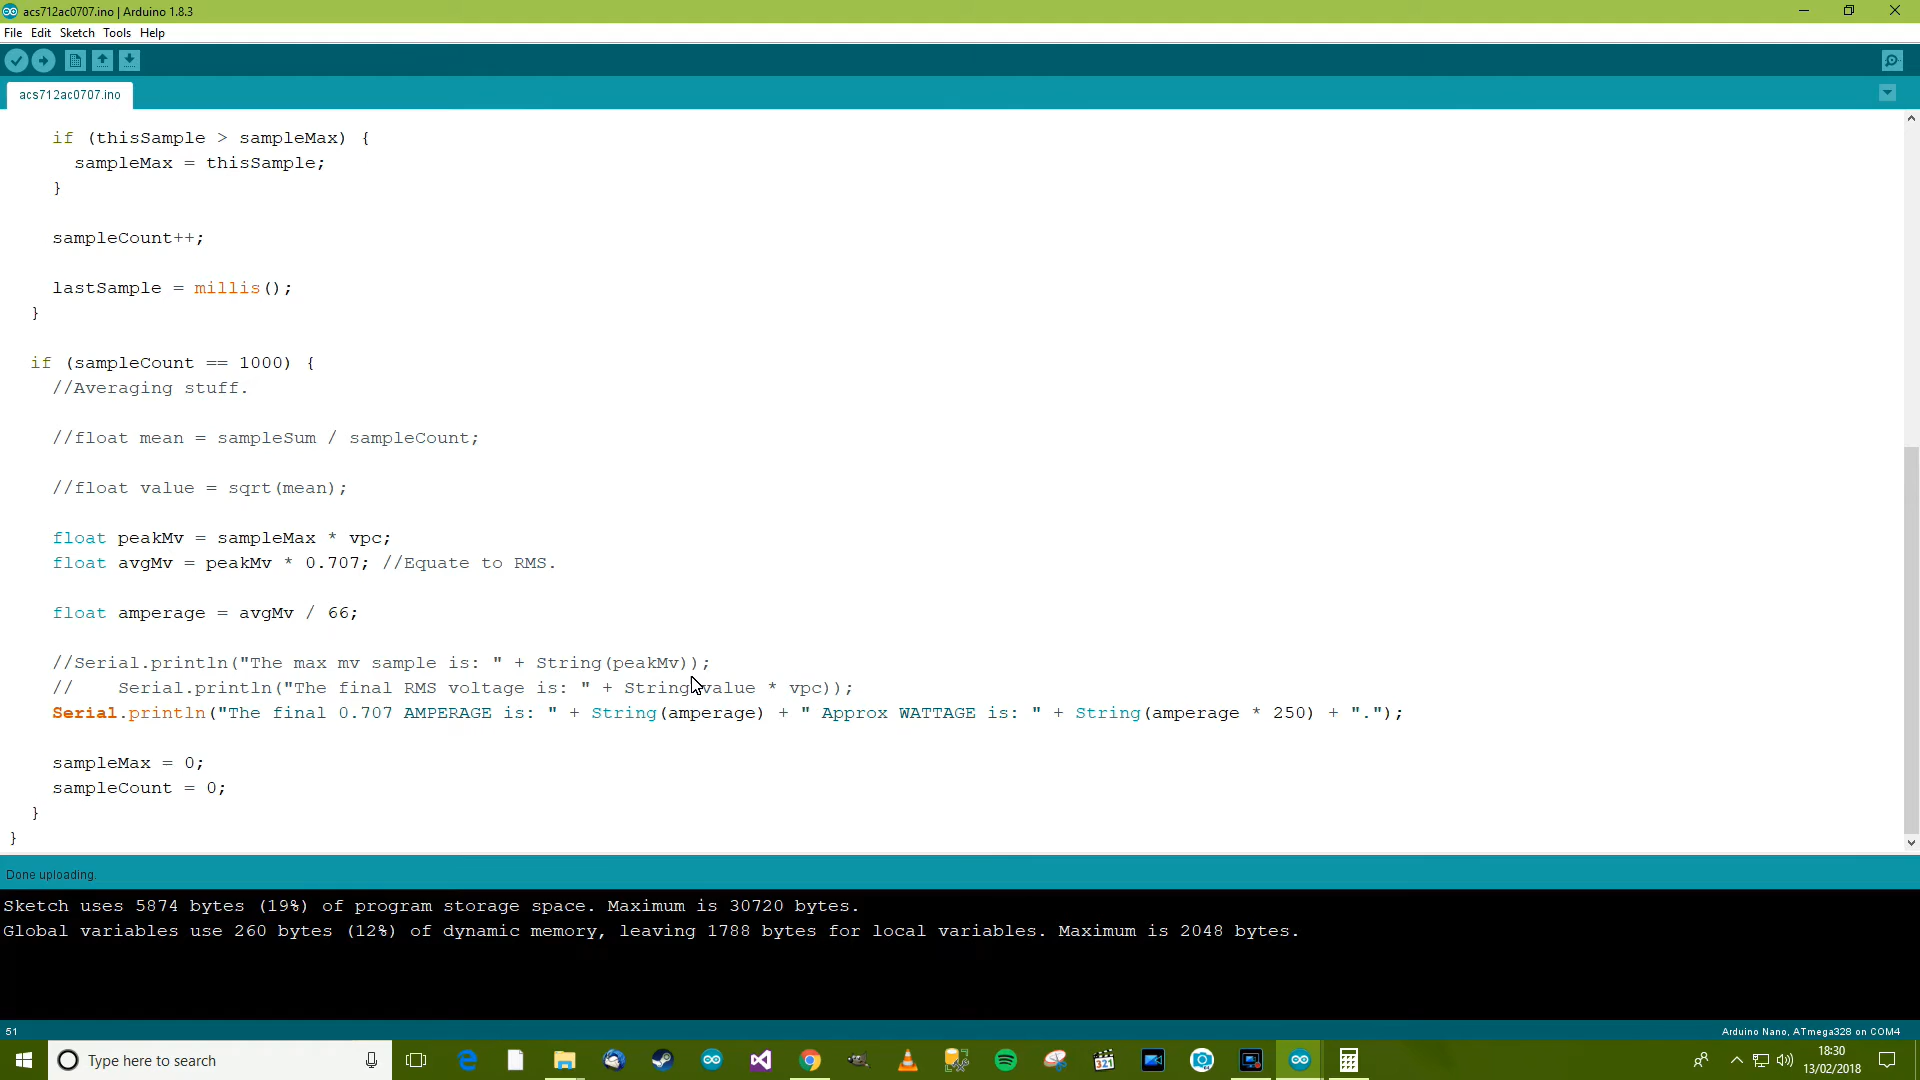 acs712ac0707.ino | Arduino 1.8.3
File Edit Sketch Tools Help
acs712ac0707.ino
if (thisSample > sampleMax) {
sampleMax = thisSample;
}
sampleCount++;
lastSample = millis();
}
if (sampleCount == 1000) {
//Averaging stuff.
//float mean = sampleSum / sampleCount;
//float value = sqrt(mean);
float peakMv = sampleMax * vpc;
float avgMv = peakMv * 0.707; //Equate to RMS.
float amperage = avgMv / 66;
//Serial.println("The max mv sample is: " + String(peakMv));
// Serial.println("The final RMS voltage is: " + String(value * vpc));
Serial.println("The final 0.707 AMPERAGE is: " + String(amperage) + " Approx WATTAGE is: " + String(amperage * 250) + ".");
sampleMax = 0;
sampleCount = 0;
}
}
Done uploading.
Sketch uses 5874 bytes (19%) of program storage space. Maximum is 30720 bytes.
Global variables use 260 bytes (12%) of dynamic memory, leaving 1788 bytes for local variables. Maximum is 2048 bytes.
51
Arduino Nano, ATmega328 on COM4
Type here to search
321
18:30
13/02/2018